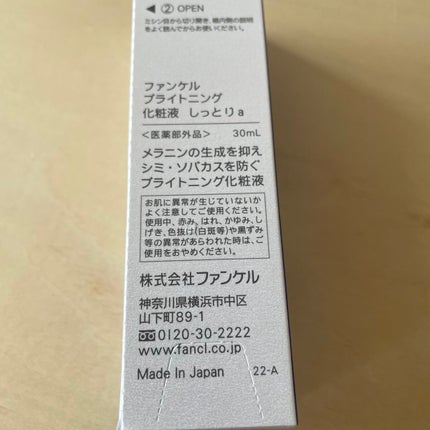 ◀ ② OPEN
ミシン目から切り開き、箱内側の説明
をよく読んでからお使いください。
ファンケル
ブライトニング
化粧液 しっとりa
<医薬部外品> 30mL
メラニンの生成を抑え
シミ・ソバカスを防ぐ
ブライトニング化粧液
お肌に異常が生じていないか
よく注意してご使用ください。
使用中、赤み、はれ、かゆみ、し
げき、色抜け(白斑等)や黒ずみ
等の異常があらわれた時は、ご
使用をおやめください。
株式会社ファンケル
神奈川県横浜市中区
山下町89-1
0120-30-2222
www.fancl.co.jp
Made In Japan 22-A